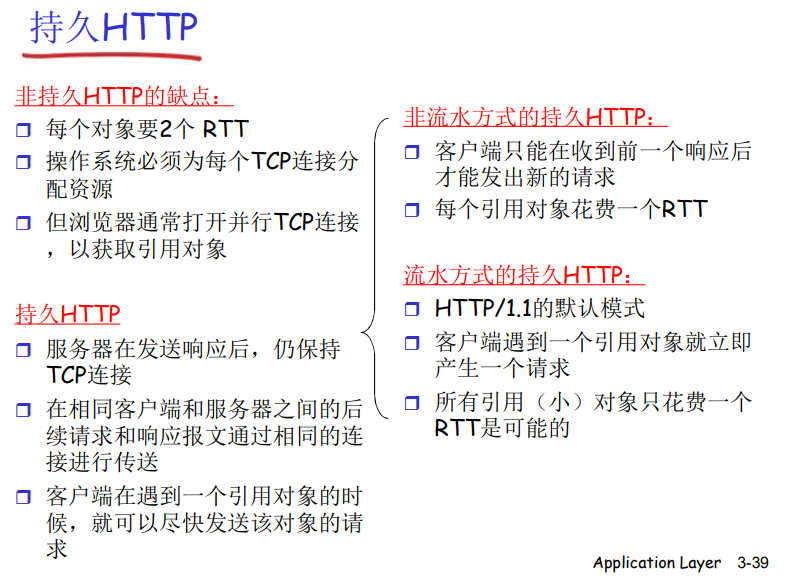 持久HTTP
非持久HTTP的缺点：
每个对象要2个 RTT
操作系统必须为每个TCP连接分
配资源
但浏览器通常打开并行TCP连接
，以获取引用对象
持久HTTP
服务器在发送响应后，仍保持
TCP连接
在相同客户端和服务器之间的后
续请求和响应报文通过相同的连
接进行传送
客户端在遇到一个引用对象的时
候，就可以尽快发送该对象的请
求
非流水方式的持久HTTP：
客户端只能在收到前一个响应后
才能发出新的请求
每个引用对象花费一个RTT
流水方式的持久HTTP：
HTTP/1.1的默认模式
客户端遇到一个引用对象就立即
产生一个请求
所有引用（小）对象只花费一个
RTT是可能的
Application Layer 3-39